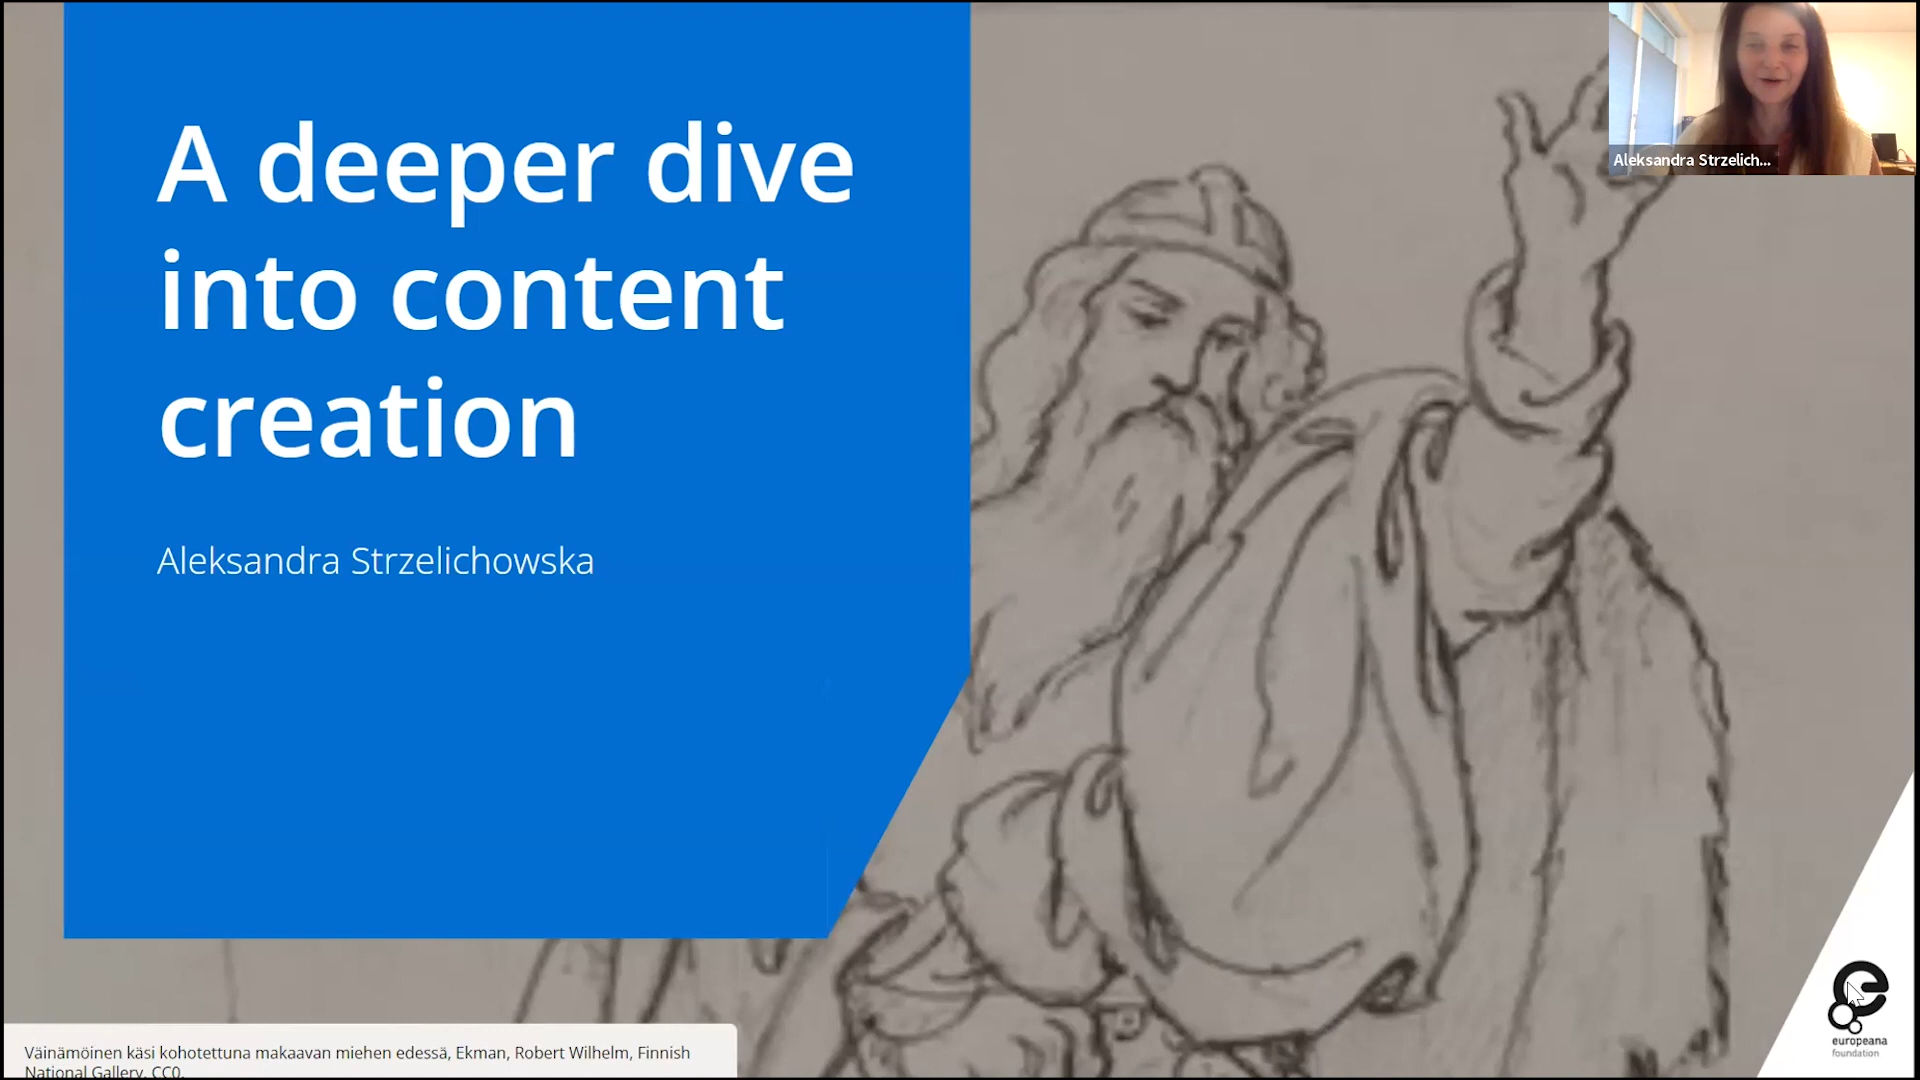 A deeper dive
into content
creation
Aleksandra Strzelichowska
Aleksandra Strzelich...
Väinämöinen käsi kohotettuna makaavan miehen edessä, Ekman, Robert Wilhelm, Finnish
National Gallery, CC0.
europeana
foundation